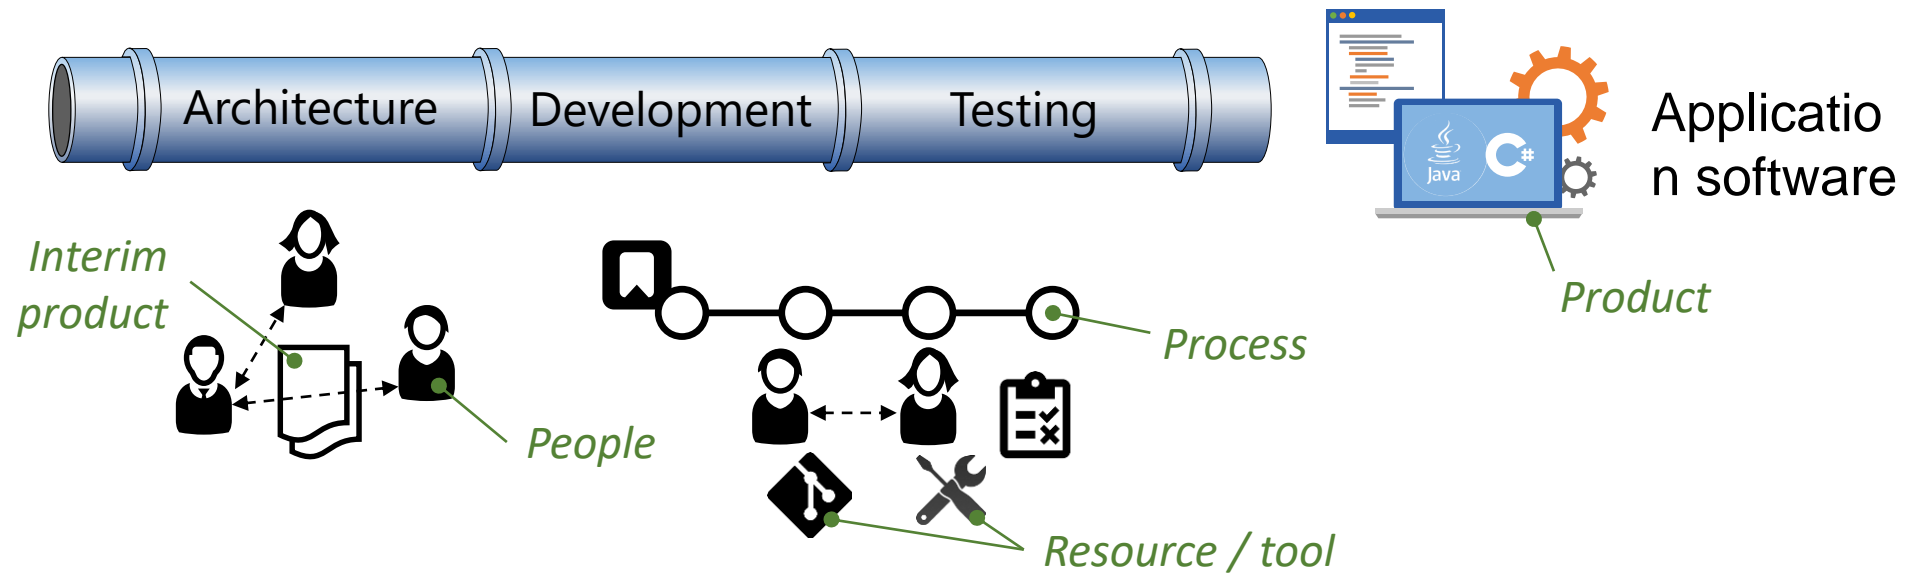 Architecture
Development
Testing
Java
C#
Applicatio
n software
Interim
product
People
Process
Product
Resource / tool